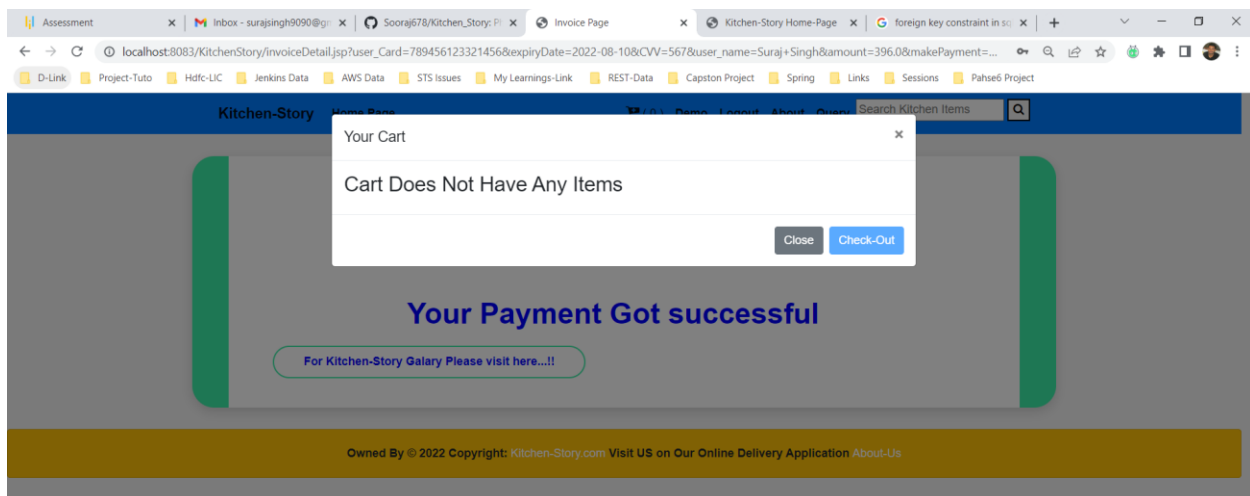 Assessment
Inbox - surajsingh9090@gm
Sooraj678/Kitchen_Story: Ph
Invoice Page
Kitchen-Story Home-Page
foreign key constraint in sq
localhost:8083/KitchenStory/invoiceDetail.jsp?user_Card=789456123321456&expiryDate=2022-08-10&CVV=567&user_name=Suraj+Singh&amount=396.0&makePayment=...
D-Link Project-Tuto Hdfc-LIC Jenkins Data AWS Data STS Issues My Learnings-Link REST-Data Capston Project Spring Links Sessions Pahse6 Project
Kitchen-Story Home Page ( 0 ) Demo Logout About Query Search Kitchen Items
Your Cart ×
Cart Does Not Have Any Items
Close Check-Out
Your Payment Got successful
For Kitchen-Story Galary Please visit here...!!
Owned By © 2022 Copyright: Kitchen-Story.com Visit US on Our Online Delivery Application About-Us